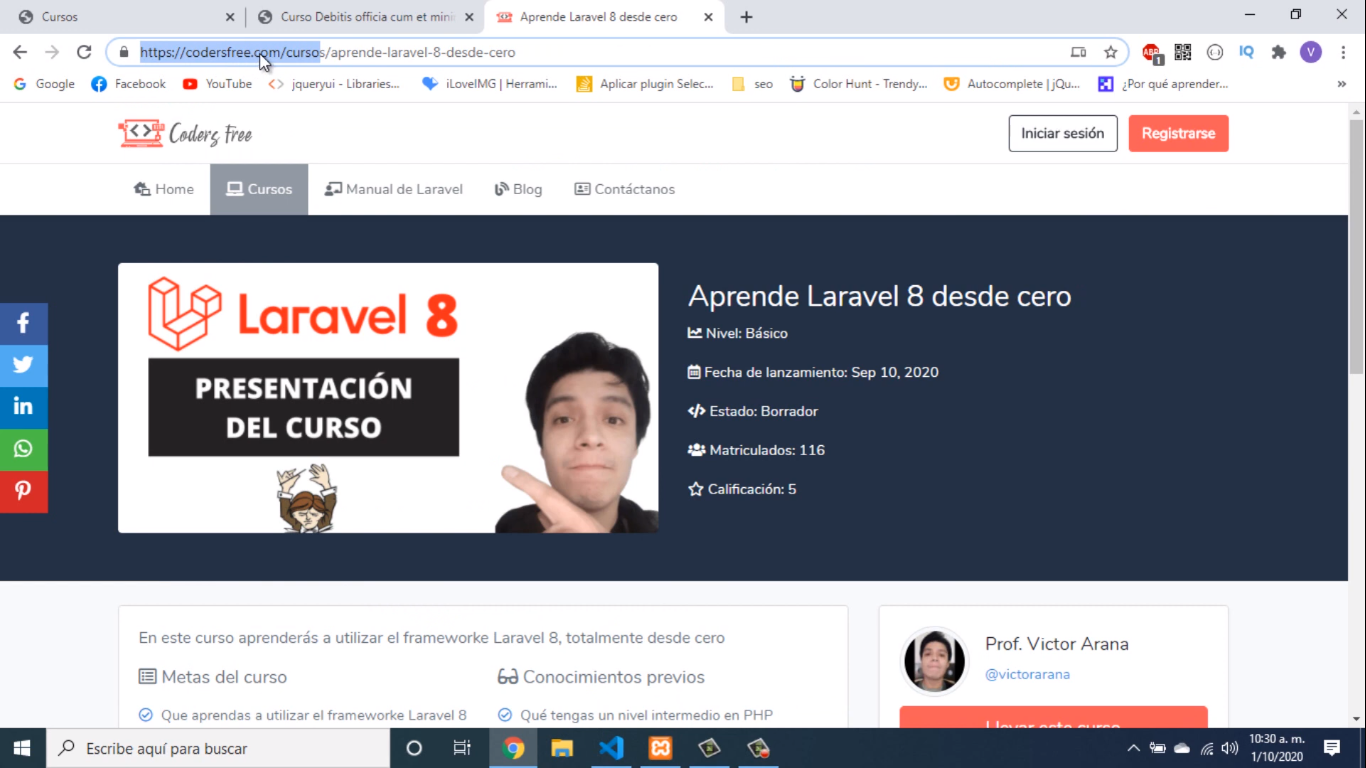 Cursos
Curso Debitis officia cum et mini
Aprende Laravel 8 desde cero
https://codersfree.com/cursos/aprende-laravel-8-desde-cero
ABP
1
IQ
V
Google
Facebook
YouTube
jqueryui - Libraries...
iLoveIMG | Herrami...
Aplicar plugin Selec...
seo
Color Hunt - Trendy...
Autocomplete | jQu...
¿Por qué aprender...
Coders Free
Iniciar sesión
Registrarse
Home
Cursos
Manual de Laravel
Blog
Contáctanos
Laravel 8
PRESENTACIÓN
DEL CURSO
Aprende Laravel 8 desde cero
Nivel: Básico
Fecha de lanzamiento: Sep 10, 2020
Estado: Borrador
Matriculados: 116
Calificación: 5
En este curso aprenderás a utilizar el frameworke Laravel 8, totalmente desde cero
Metas del curso
Que aprendas a utilizar el frameworke Laravel 8
Conocimientos previos
Qué tengas un nivel intermedio en PHP
Prof. Victor Arana
@victorarana
Llevar este curso
Escribe aquí para buscar
10:30 a. m.
1/10/2020